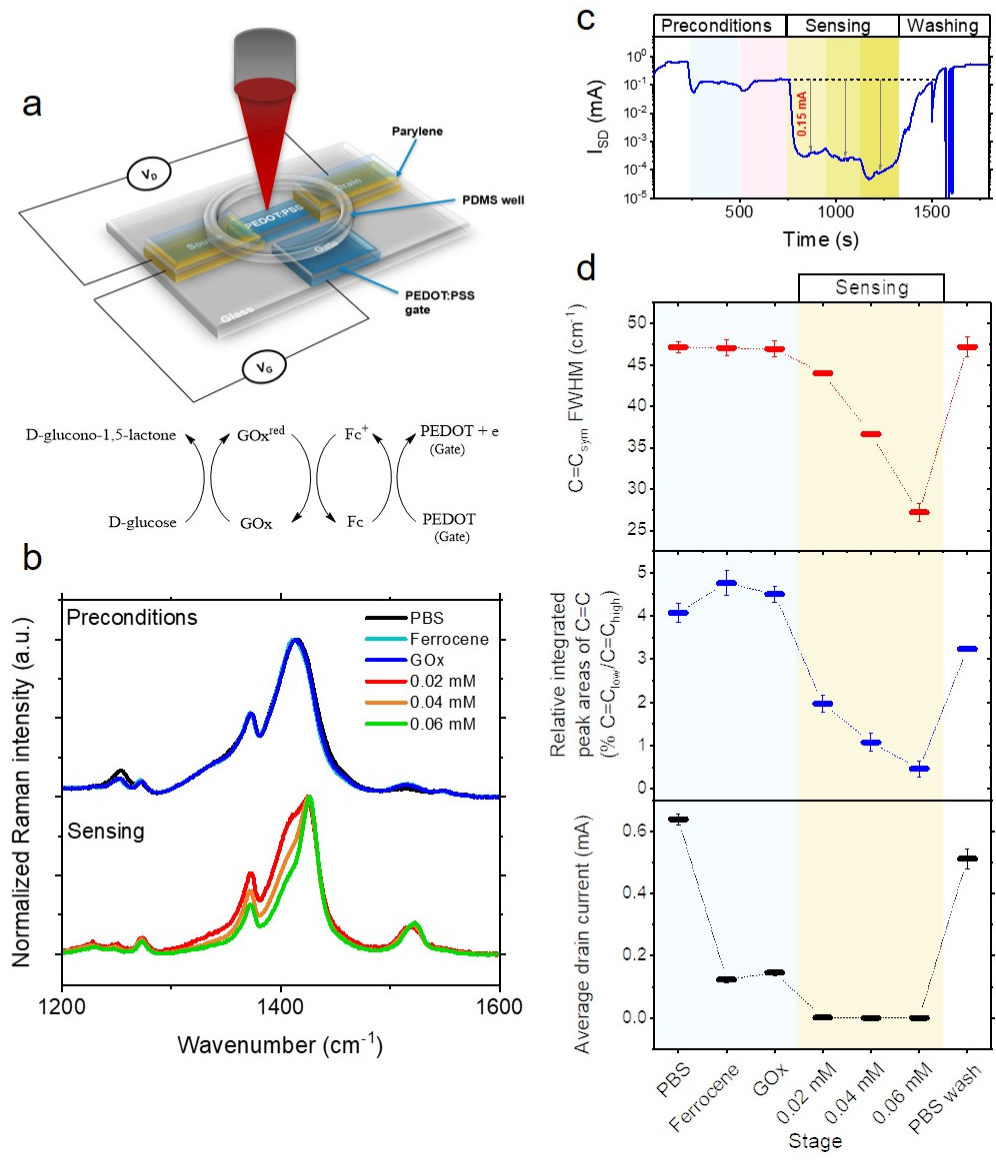 a
Parylene
V_D
Drain
PDMS well
PEDOT:PSS
Source
Gate
PEDOT:PSS
gate
Glass
V_G
D-glucono-1,5-lactone
GOx^red
Fc^+
PEDOT + e
(Gate)
D-glucose
GOx
Fc
PEDOT
(Gate)
b
Preconditions
PBS
Ferrocene
GOx
0.02 mM
0.04 mM
0.06 mM
Sensing
Normalized Raman intensity (a.u.)
1200
1400
1600
Wavenumber (cm^-1)
c
Preconditions
Sensing
Washing
10^0
10^-1
10^-2
10^-3
10^-4
10^-5
I_SD (mA)
0.15 mA
500
1000
1500
Time (s)
d
Sensing
50
45
40
35
30
25
C=C_sym FWHM (cm^-1)
5
4
3
2
1
0
Relative integrated
peak areas of C=C
(% C=C_low/C=C_high)
0.6
0.4
0.2
0.0
Average drain current (mA)
PBS
Ferrocene
GOx
0.02 mM
0.04 mM
0.06 mM
PBS wash
Stage